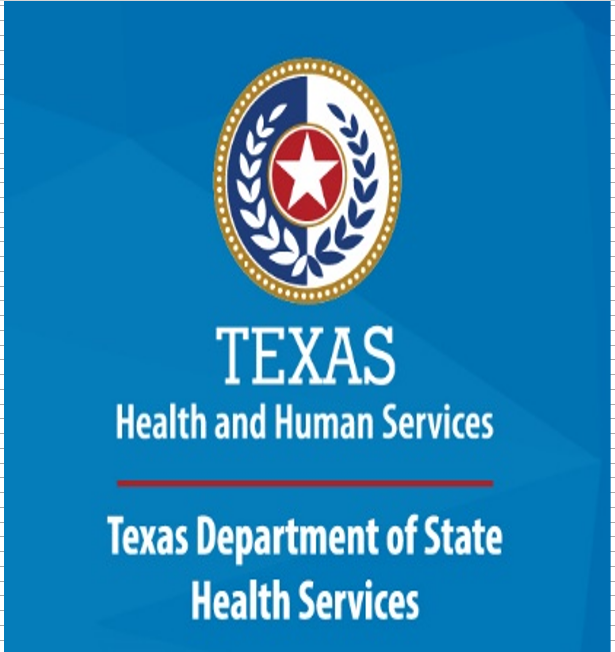 TEXAS
Health and Human Services
Texas Department of State
Health Services